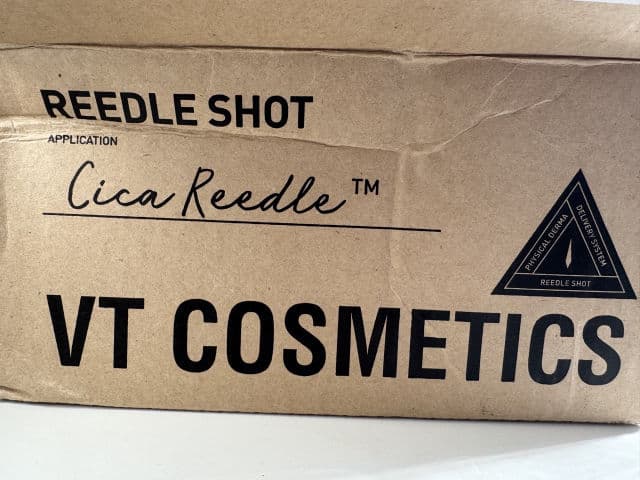 REEDLE SHOT
APPLICATION
Cica Reedle™
PHYSICAL DERMA
DELIVERY SYSTEM
REEDLE SHOT
VT COSMETICS